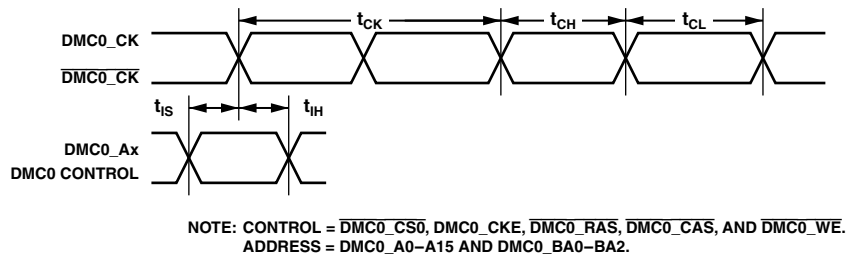 tCK tCH tCL
DMC0_CK
DMC0_CK
tIS tIH
DMC0_Ax
DMC0 CONTROL
NOTE: CONTROL = DMC0_CS0, DMC0_CKE, DMC0_RAS, DMC0_CAS, AND DMC0_WE.
ADDRESS = DMC0_A0–A15 AND DMC0_BA0–BA2.